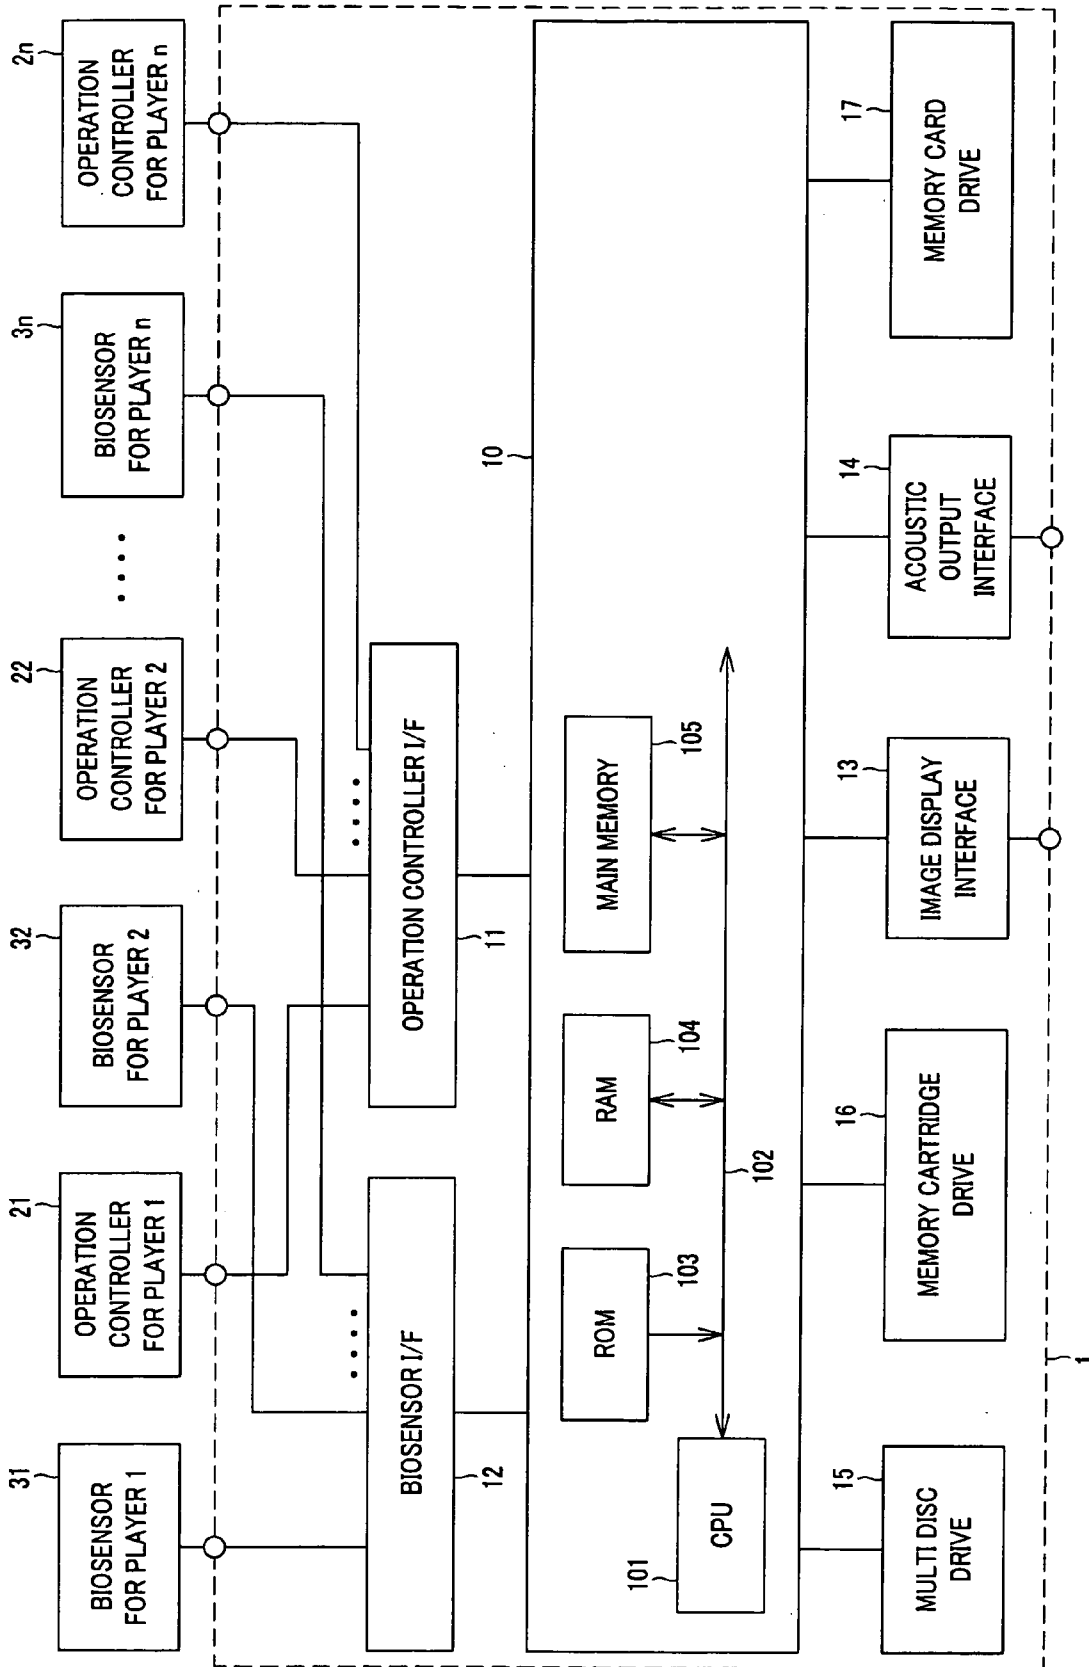 31
BIOSENSOR
FOR PLAYER 1
21
OPERATION
CONTROLLER
FOR PLAYER 1
32
BIOSENSOR
FOR PLAYER 2
22
OPERATION
CONTROLLER
FOR PLAYER 2
• • • •
3n
BIOSENSOR
FOR PLAYER n
2n
OPERATION
CONTROLLER
FOR PLAYER n
• • • •
• • • •
BIOSENSOR I/F
12
OPERATION CONTROLLER I/F
11
10
ROM
103
RAM
104
MAIN MEMORY
105
101
CPU
102
15
MULTI DISC
DRIVE
16
MEMORY CARTRIDGE
DRIVE
13
IMAGE DISPLAY
INTERFACE
14
ACOUSTIC
OUTPUT
INTERFACE
17
MEMORY CARD
DRIVE
1